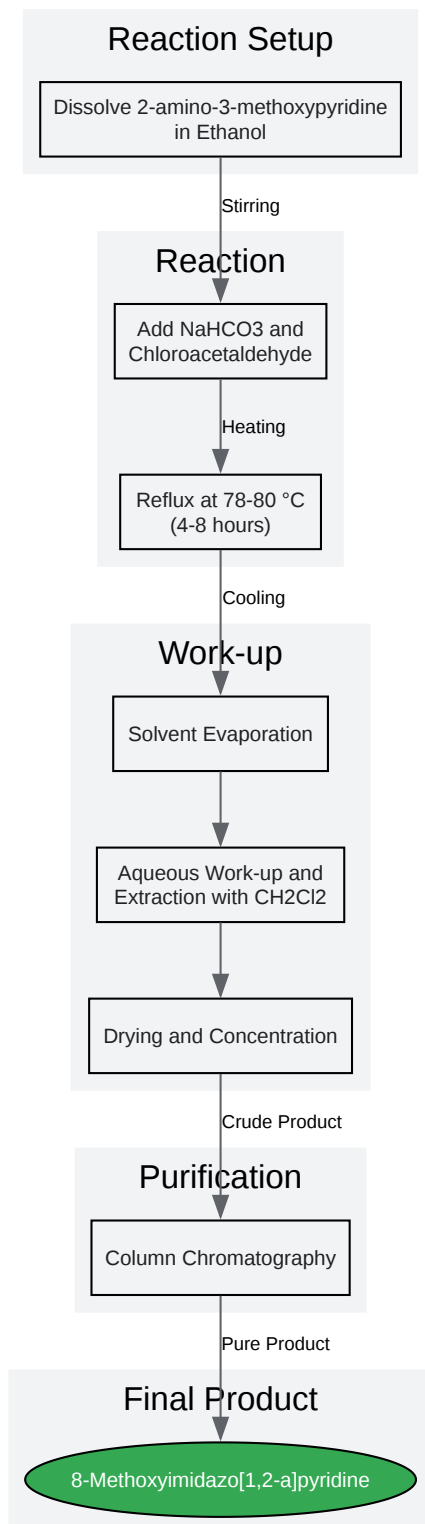 Reaction Setup
Dissolve 2-amino-3-methoxypyridine
in Ethanol
Stirring
Reaction
Add NaHCO3 and
Chloroacetaldehyde
Heating
Reflux at 78-80 °C
(4-8 hours)
Cooling
Work-up
Solvent Evaporation
Aqueous Work-up and
Extraction with CH2Cl2
Drying and Concentration
Crude Product
Purification
Column Chromatography
Pure Product
Final Product
8-Methoxyimidazo[1,2-a]pyridine